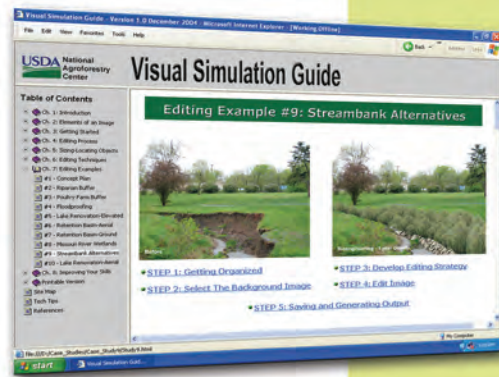 Visual Simulation Guide - Version 1.0 December 2004 - Microsoft Internet Explorer - [Working Offline]
File Edit View Favorites Tools Help
Back
USDA National Agroforestry Center
Visual Simulation Guide
Table of Contents
Ch. 1: Introduction
Ch. 2: Elements of an Image
Ch. 3: Getting Started
Ch. 4: Editing Process
Ch. 5: Sizing-Locating Objects
Ch. 6: Editing Techniques
Ch. 7: Editing Examples
#1 - Concept Plan
#2 - Riparian Buffer
#3 - Poultry Farm Buffer
#4 - Floodproofing
#5 - Lake Renovation-Elevated
#6 - Retention Basin-Aerial
#7 - Retention Basin-Ground
#8 - Missouri River Wetlands
#9 - Streambank Alternatives
#10 - Lake Renovation-Aerial
Ch. 8: Improving Your Skills
Printable Version
Site Map
Tech Tips
References
Editing Example #9: Streambank Alternatives
Before
STEP 1: Getting Organized
STEP 2: Select The Background Image
STEP 3: Develop Editing Strategy
STEP 4: Edit Image
STEP 5: Saving and Generating Output
My Computer
start
Visual Simulation Guid...